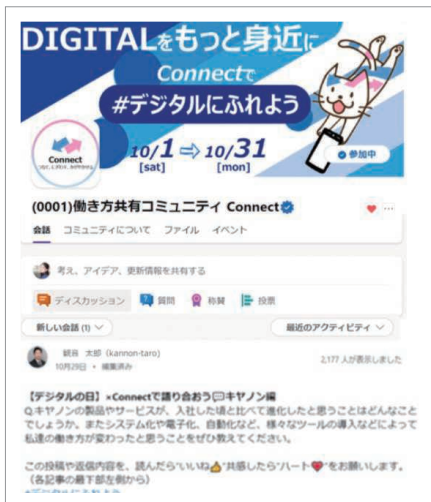 DIGITALをもっと身近に
Connectで
#デジタルにふれよう
10/1 ⇨ 10/31
[sat] [mon]
Connect
参加中
(0001)働き方共有コミュニティ Connect
会話 コミュニティについて ファイル イベント
考え、アイデア、更新情報を共有する
ディスカッション 質問 称賛 投票
新しい会話 (1) 最近のアクティビティ
観音 太郎 (kannon-taro)
2,177 人が表示しました
10月29日 • 編集済み
【デジタルの日】×Connectで語り合おう💬キヤノン編
Q.キヤノンの製品やサービスが、入社した頃と比べて進化したと思うことはどんなこと
でしょうか。またシステム化や電子化、自動化など、様々なツールの導入などによって
私達の働き方が変わったと思うことをぜひ教えてください。
この投稿や返信内容を、読んだら"いいね👍"共感したら"ハート❤"をお願いします。
(各記事の最下部左側から)